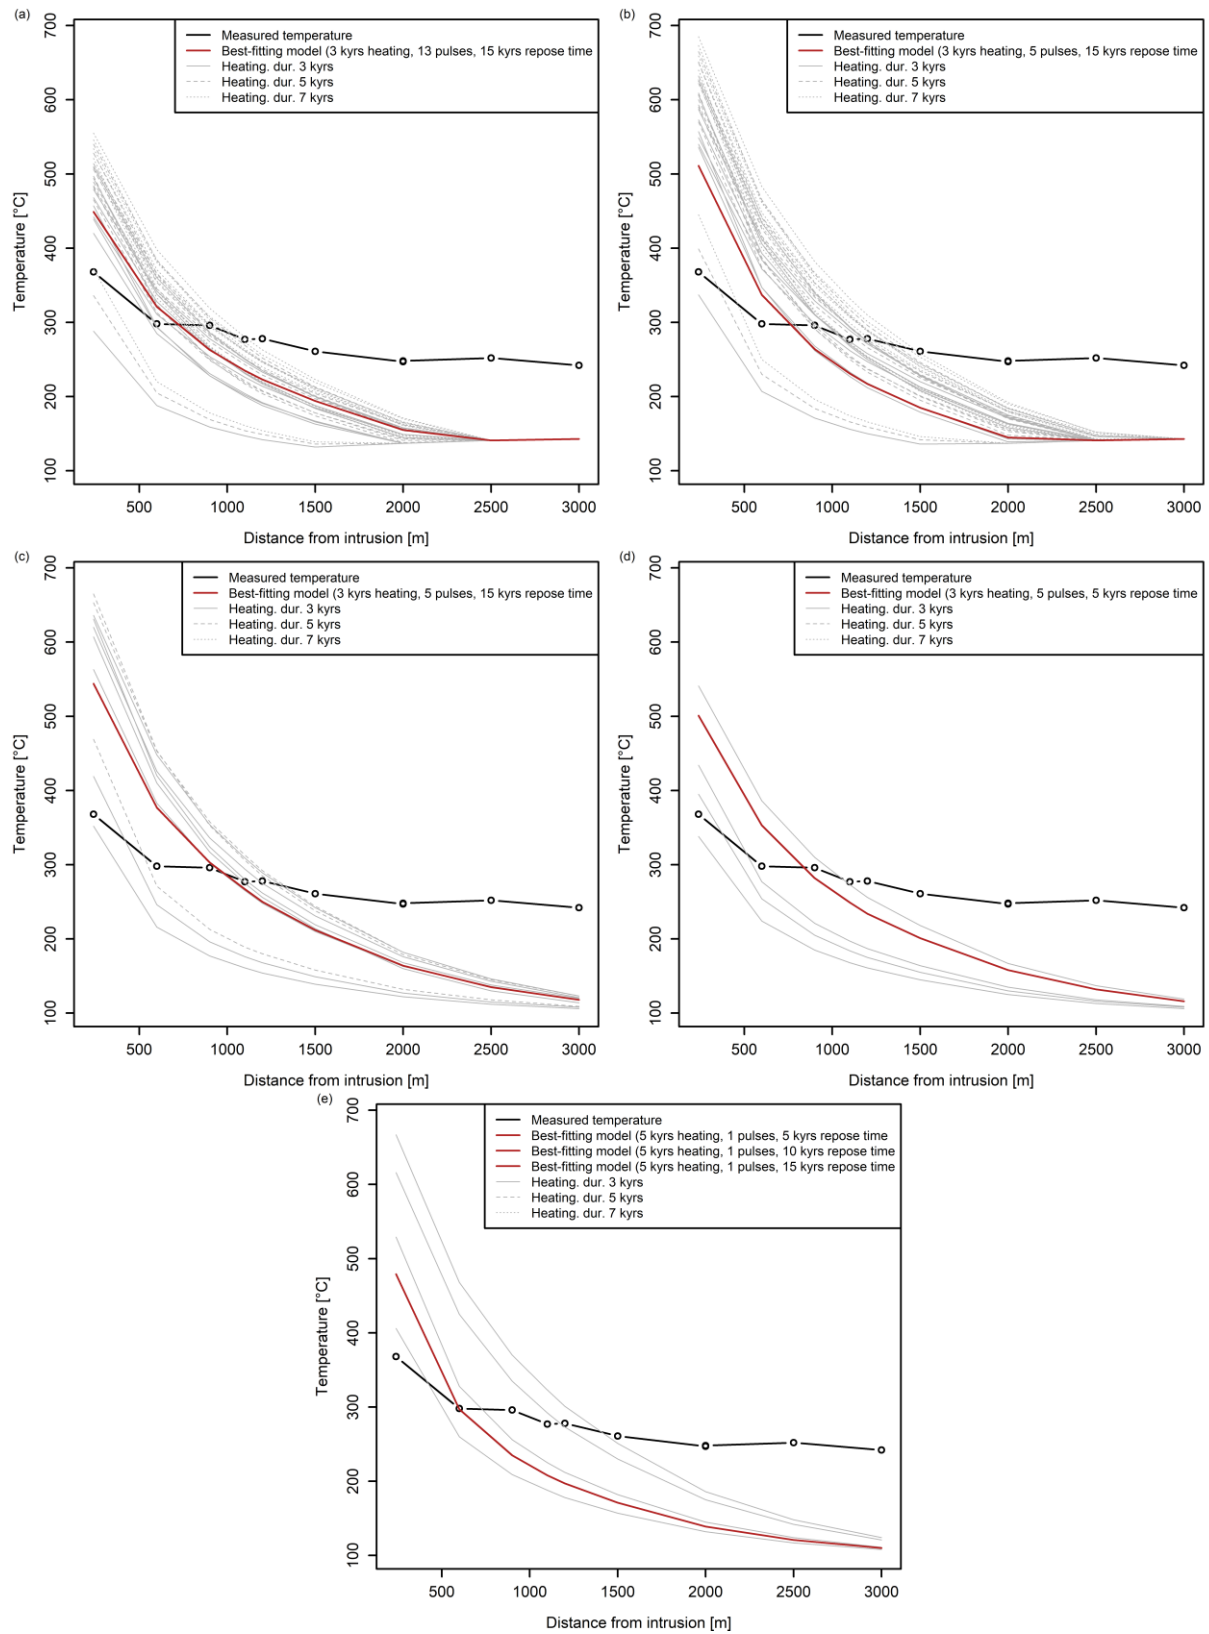 (a)
700
600
500
400
300
200
100
Temperature [°C]
Measured temperature
Best-fitting model (3 kyrs heating, 13 pulses, 15 kyrs repose time
Heating. dur. 3 kyrs
Heating. dur. 5 kyrs
Heating. dur. 7 kyrs
500 1000 1500 2000 2500 3000
Distance from intrusion [m]
(b)
700
600
500
400
300
200
100
Temperature [°C]
Measured temperature
Best-fitting model (3 kyrs heating, 5 pulses, 15 kyrs repose time
Heating. dur. 3 kyrs
Heating. dur. 5 kyrs
Heating. dur. 7 kyrs
500 1000 1500 2000 2500 3000
Distance from intrusion [m]
(c)
700
600
500
400
300
200
100
Temperature [°C]
Measured temperature
Best-fitting model (3 kyrs heating, 5 pulses, 15 kyrs repose time
Heating. dur. 3 kyrs
Heating. dur. 5 kyrs
Heating. dur. 7 kyrs
500 1000 1500 2000 2500 3000
Distance from intrusion [m]
(d)
700
600
500
400
300
200
100
Temperature [°C]
Measured temperature
Best-fitting model (3 kyrs heating, 5 pulses, 5 kyrs repose time
Heating. dur. 3 kyrs
Heating. dur. 5 kyrs
Heating. dur. 7 kyrs
500 1000 1500 2000 2500 3000
Distance from intrusion [m]
(e)
700
600
500
400
300
200
100
Temperature [°C]
Measured temperature
Best-fitting model (5 kyrs heating, 1 pulses, 5 kyrs repose time
Best-fitting model (5 kyrs heating, 1 pulses, 10 kyrs repose time
Best-fitting model (5 kyrs heating, 1 pulses, 15 kyrs repose time
Heating. dur. 3 kyrs
Heating. dur. 5 kyrs
Heating. dur. 7 kyrs
500 1000 1500 2000 2500 3000
Distance from intrusion [m]